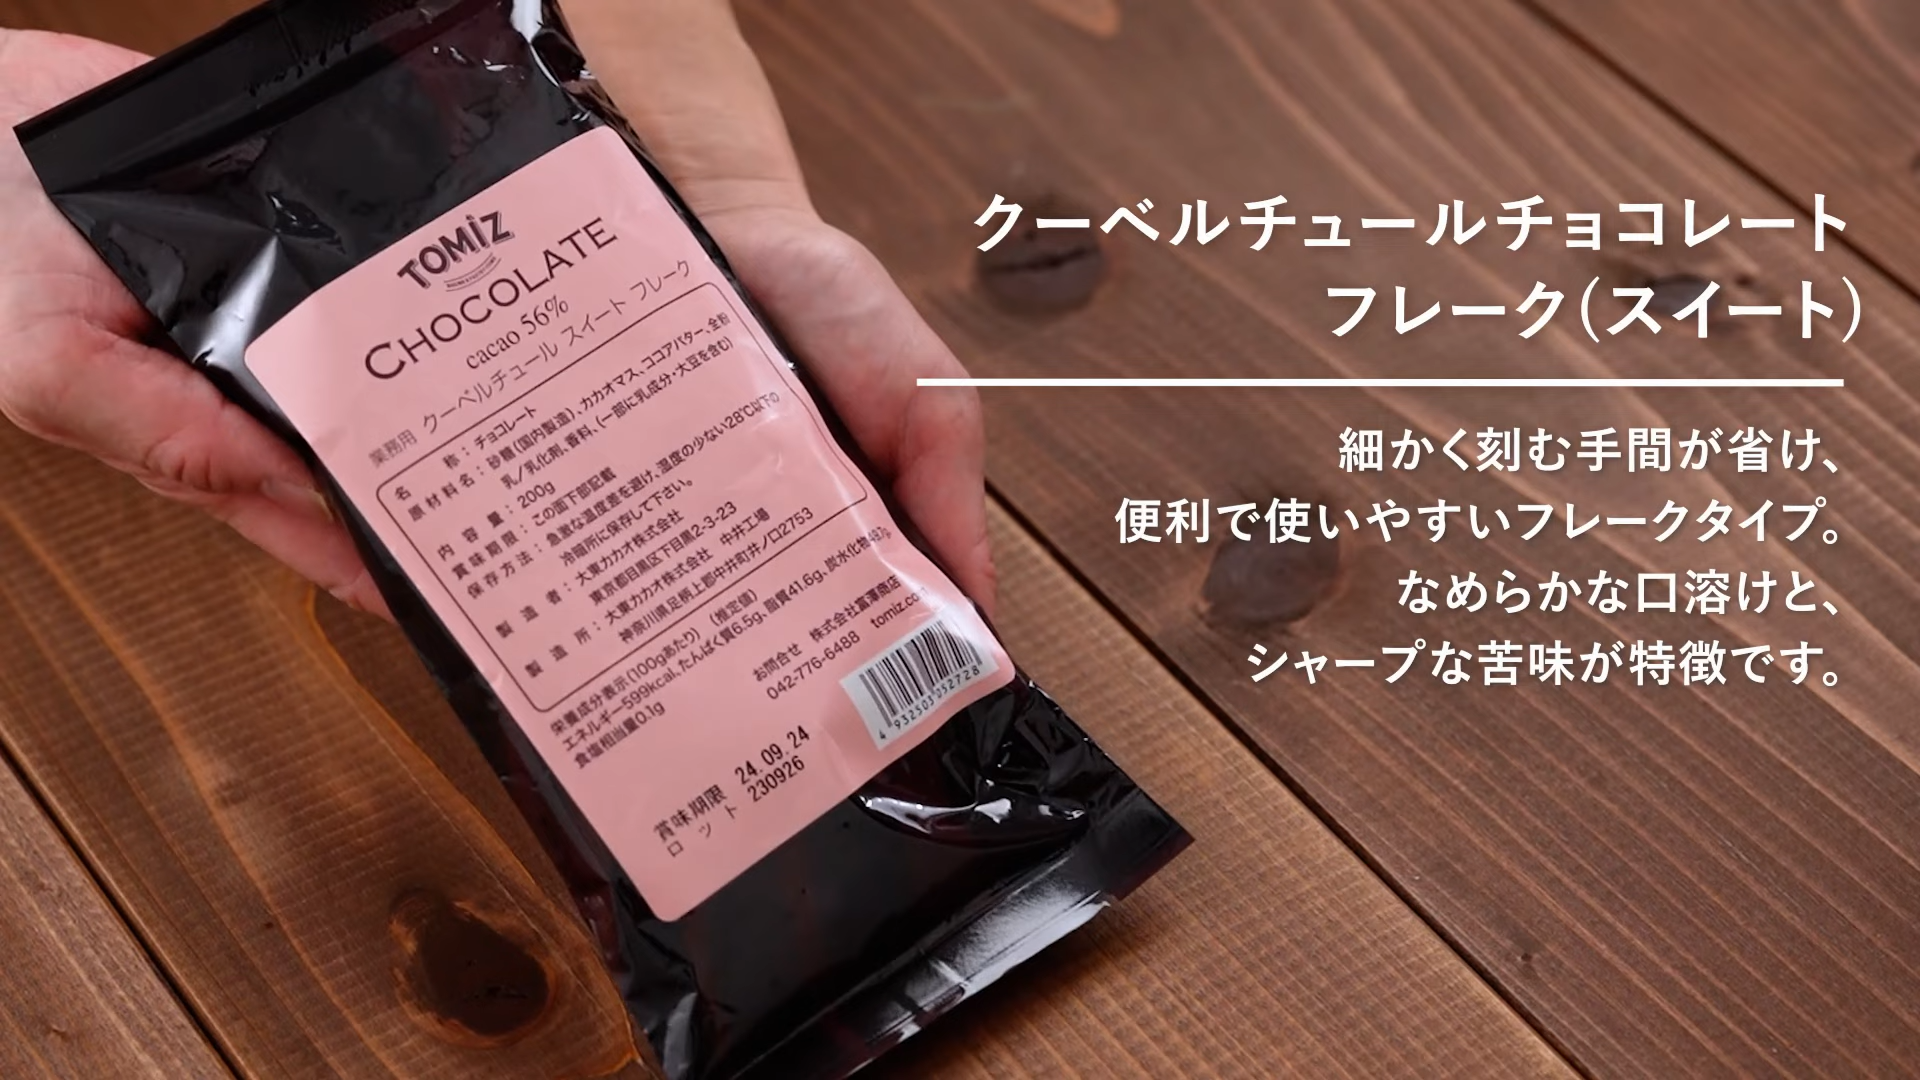 TOMIZ
CHOCOLATE
cacao 56%
業務用 クーベルチュール スイート フレーク
名 称：チョコレート
原材料名：砂糖(国内製造)、カカオマス、ココアバター、全粉
乳/乳化剤、香料、(一部に乳成分・大豆を含む)
内容量：200g
賞味期限：この面下部記載
保存方法：急激な温度差を避け、湿度の少ない28℃以下の
冷暗所に保存して下さい。
製造者：大東カカオ株式会社
東京都目黒区下目黒2-3-23
製造所：大東カカオ株式会社 中井工場
神奈川県足柄上郡中井町井ノ口2753
栄養成分表示(100gあたり) (推定値)
エネルギー599kcal、たんぱく質6.5g、脂質41.6g、炭水化物
食塩相当量0.1g
お問合せ 株式会社富澤商店
042-776-6488 tomiz.com
4 932503 052728
賞味期限 24.09.24
ロット 230926
クーベルチュールチョコレート
フレーク(スイート)
細かく刻む手間が省け、
便利で使いやすいフレークタイプ。
なめらかな口溶けと、
シャープな苦味が特徴です。